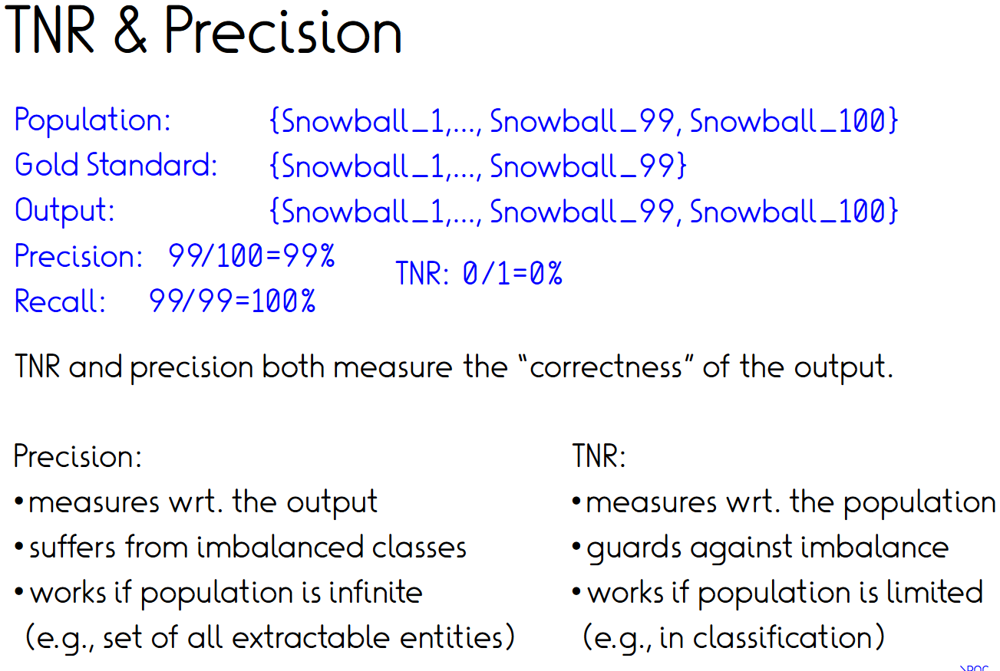 TNR & Precision
Population: {Snowball_1,..., Snowball_99, Snowball_100}
Gold Standard: {Snowball_1,..., Snowball_99}
Output: {Snowball_1,..., Snowball_99, Snowball_100}
Precision: 99/100=99%
TNR: 0/1=0%
Recall: 99/99=100%
TNR and precision both measure the “correctness” of the output.
Precision:
•measures wrt. the output
•suffers from imbalanced classes
•works if population is infinite
(e.g., set of all extractable entities)
TNR:
•measures wrt. the population
•guards against imbalance
•works if population is limited
(e.g., in classification)
>ROC